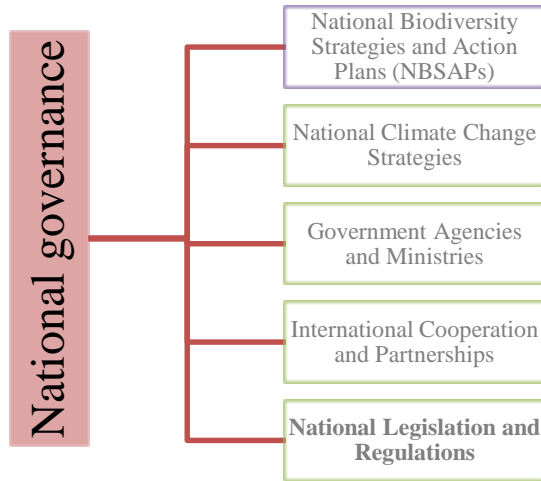 National governance
National Biodiversity
Strategies and Action
Plans (NBSAPs)
National Climate Change
Strategies
Government Agencies
and Ministries
International Cooperation
and Partnerships
National Legislation and
Regulations